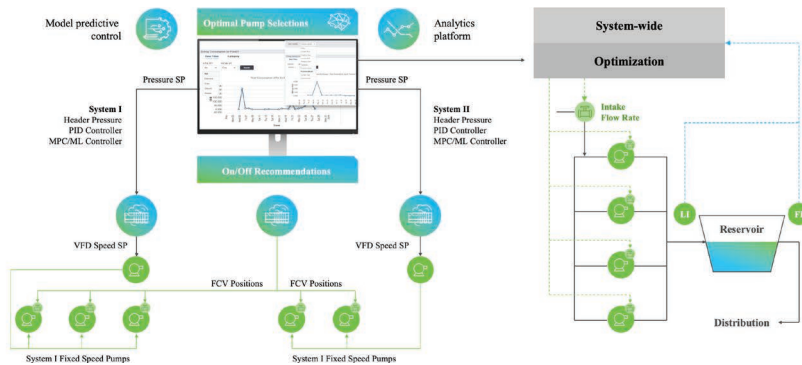 Model predictive
control
Optimal Pump Selections
Analytics
platform
Pressure SP
Pressure SP
System I
Header Pressure
PID Controller
MPC/ML Controller
System II
Header Pressure
PID Controller
MPC/ML Controller
On/Off Recommendations
VFD Speed SP
VFD Speed SP
FCV Positions
FCV Positions
System I Fixed Speed Pumps
System I Fixed Speed Pumps
System-wide
Optimization
Intake
Flow Rate
LI
Reservoir
Distribution